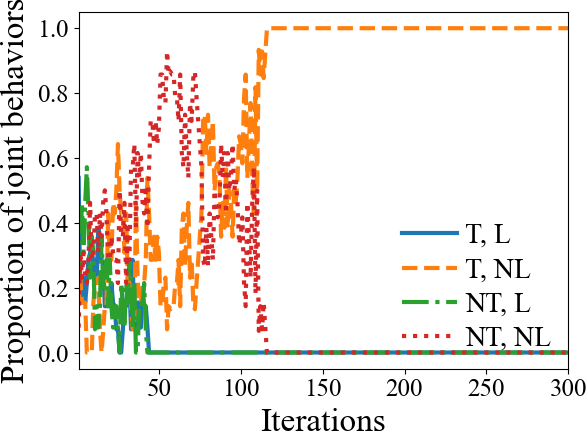 Proportion of joint behaviors
1.0
0.8
0.6
0.4
0.2
0.0
T, L
T, NL
NT, L
NT, NL
50
100
150
200
250
300
Iterations